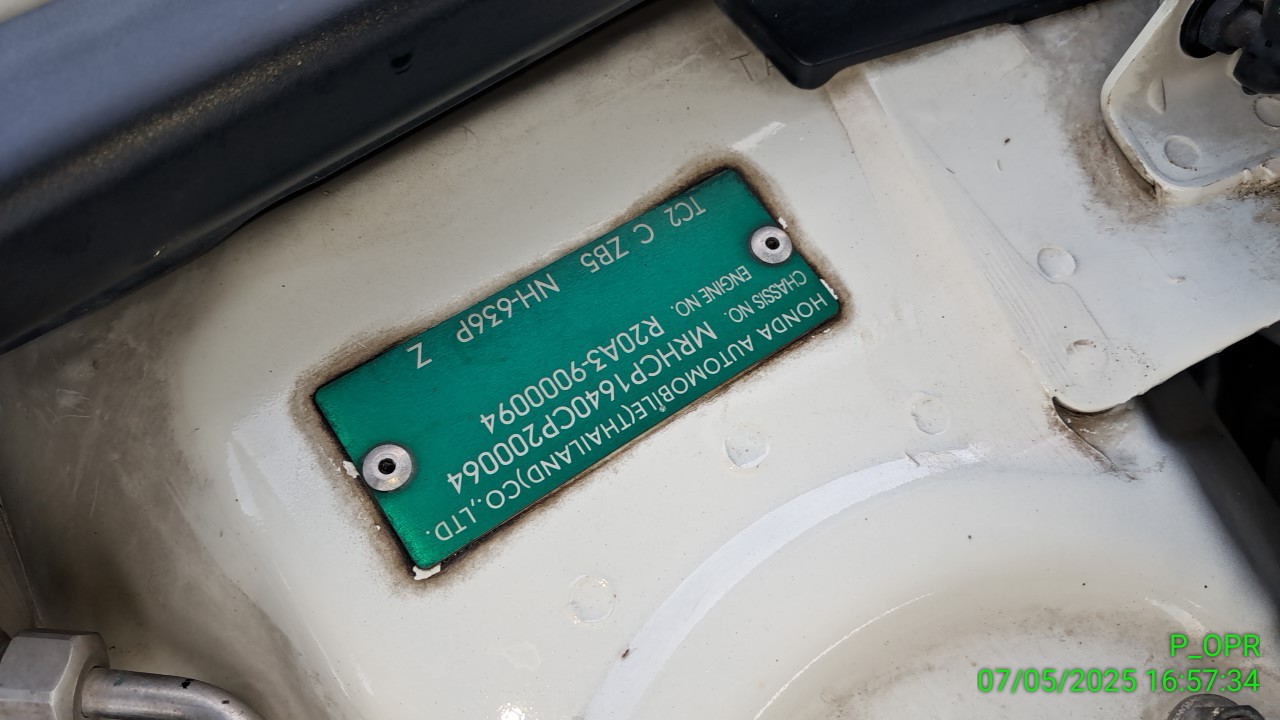 HONDA AUTOMOBILE(THAILAND)CO.,LTD.
CHASSIS NO. MRHCP1640CP200064
ENGINE NO. R20A3-9000094
TC2 C ZB5 NH-636P Z
P_OPR
07/05/2025 16:57:34